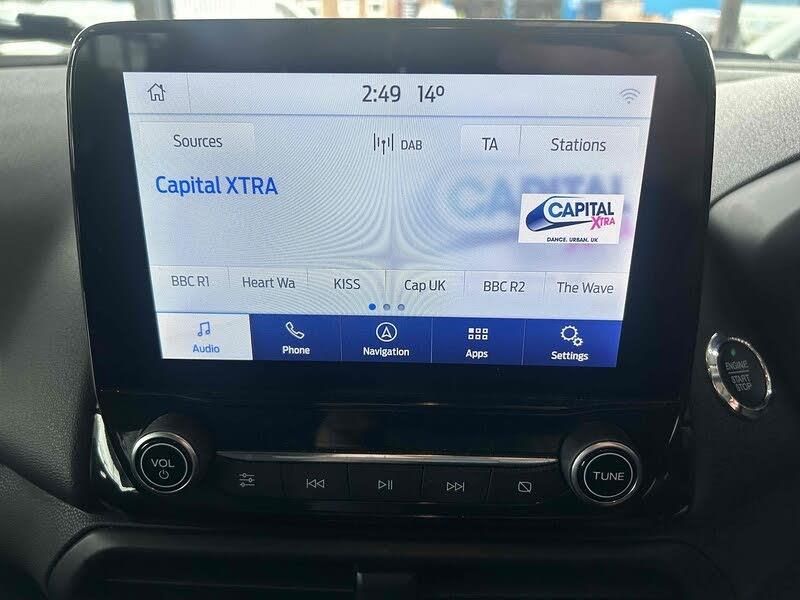 2:49 14º
Sources DAB TA Stations
Capital XTRA
CAPITAL
XTRA
DANCE. URBAN. UK
BBC R1 Heart Wa KISS Cap UK BBC R2 The Wave
Audio Phone Navigation Apps Settings
ENGINE
START
STOP
VOL TUNE